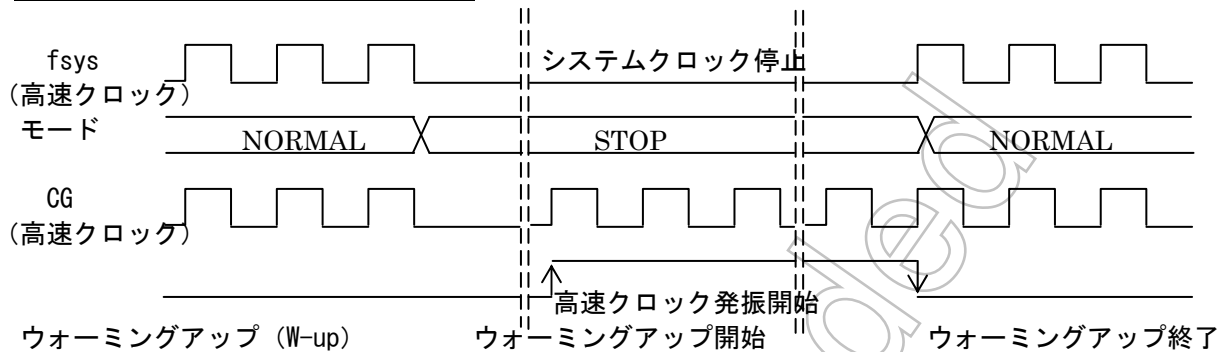 fsys
(高速クロック)
システムクロック停止
モード
NORMAL
STOP
NORMAL
CG
(高速クロック)
高速クロック発振開始
ウォーミングアップ (W-up)
ウォーミングアップ開始
ウォーミングアップ終了